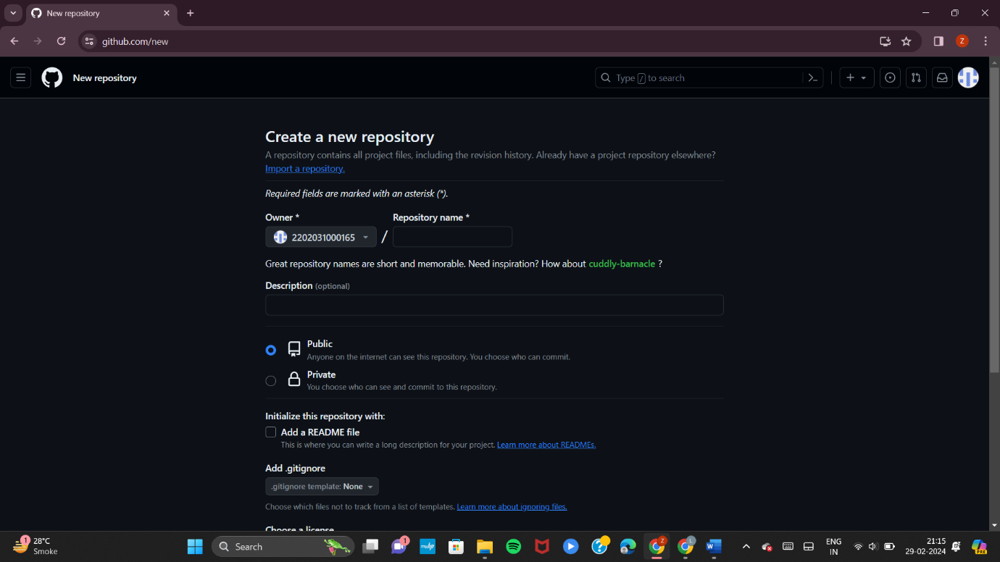 New repository
github.com/new
Z
New repository
Type / to search
Create a new repository
A repository contains all project files, including the revision history. Already have a project repository elsewhere?
Import a repository.
Required fields are marked with an asterisk (*).
Owner * Repository name *
2202031000165 /
Great repository names are short and memorable. Need inspiration? How about cuddly-barnacle ?
Description (optional)
Public
Anyone on the internet can see this repository. You choose who can commit.
Private
You choose who can see and commit to this repository.
Initialize this repository with:
Add a README file
This is where you can write a long description for your project. Learn more about READMEs.
Add .gitignore
.gitignore template: None
Choose which files not to track from a list of templates. Learn more about ignoring files.
Choose a license
1 28°C
Smoke
Search
1
myhp
Z
L
W
ENG
IN
21:15
29-02-2024
PRE